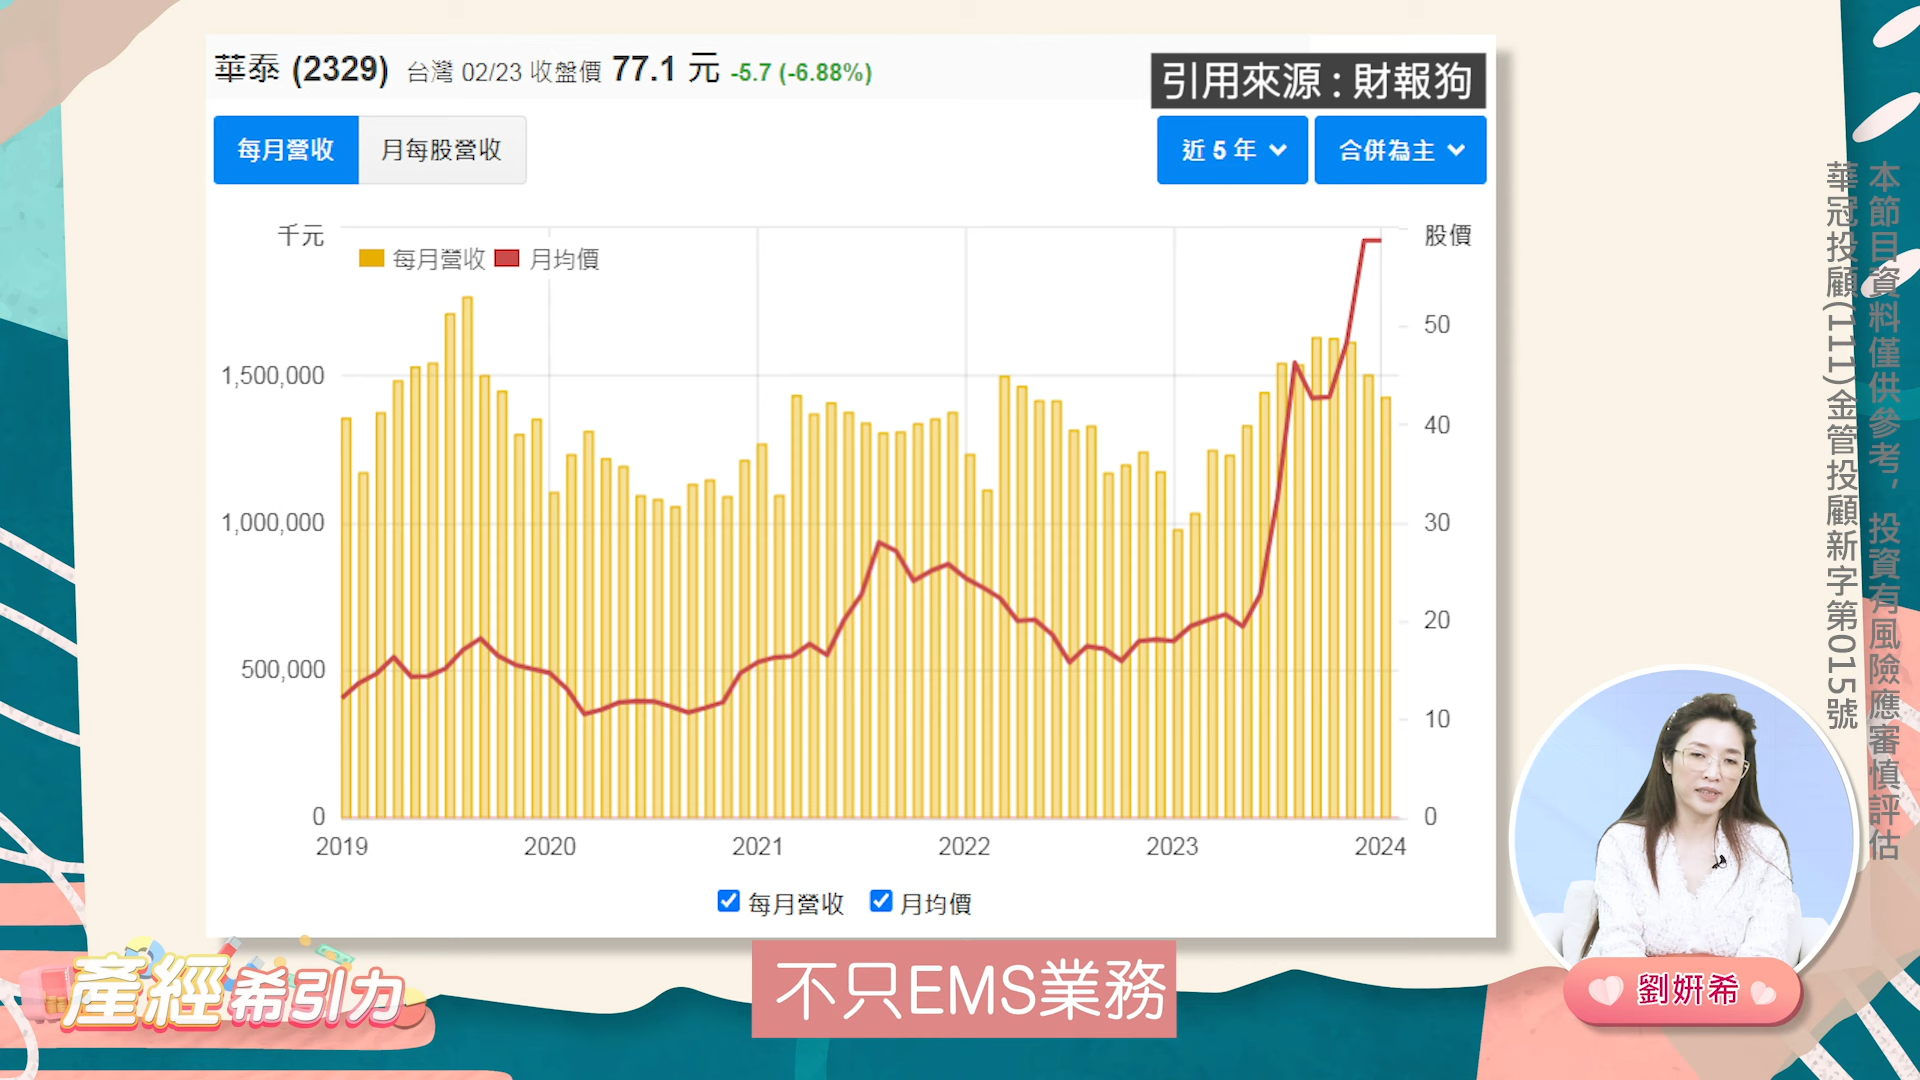 華泰 (2329) 台灣 02/23 收盤價 77.1 元 -5.7 (-6.88%)
引用來源 : 財報狗
每月營收 月每股營收
近 5 年 合併為主
千元 股價
每月營收 月均價
50
1,500,000
40
1,000,000 30
20
500,000
10
0 0
2019 2020 2021 2022 2023 2024
每月營收 月均價
本節目資料僅供參考，投資有風險應審慎評估
華冠投顧(111)金管投顧新字第015號
產經希引力
不只EMS業務
劉妍希